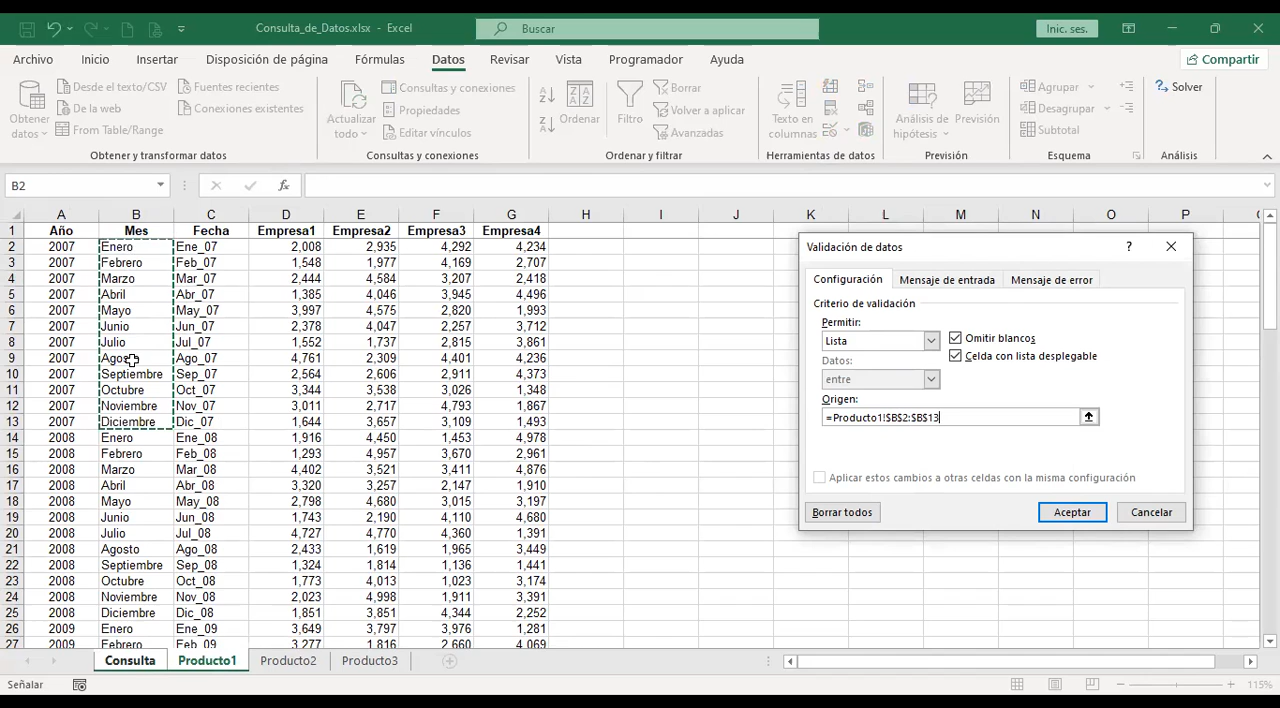 Consulta_de_Datos.xlsx - Excel
Buscar
Inic. ses.
Archivo Inicio Insertar Disposición de página Fórmulas Datos Revisar Vista Programador Ayuda Compartir
Obtener datos
Desde el texto/CSV
De la web
From Table/Range
Fuentes recientes
Conexiones existentes
Obtener y transformar datos
Actualizar todo
Consultas y conexiones
Propiedades
Editar vínculos
Consultas y conexiones
Ordenar
Filtro
Borrar
Volver a aplicar
Avanzadas
Ordenar y filtrar
Texto en columnas
Herramientas de datos
Análisis de hipótesis
Previsión
Previsión
Agrupar
Desagrupar
Subtotal
Esquema
Solver
Análisis
B2
A B C D E F G H I J K L M N O P
1 Año Mes Fecha Empresa1 Empresa2 Empresa3 Empresa4
2 2007 Enero Ene_07 2,008 2,935 4,292 4,234
3 2007 Febrero Feb_07 1,548 1,977 4,169 2,707
4 2007 Marzo Mar_07 2,444 4,584 3,207 2,418
5 2007 Abril Abr_07 1,385 4,046 3,945 4,496
6 2007 Mayo May_07 3,997 4,575 2,820 1,993
7 2007 Junio Jun_07 2,378 4,047 2,257 3,712
8 2007 Julio Jul_07 1,552 1,737 2,815 3,861
9 2007 Agosto Ago_07 4,761 2,309 4,401 4,236
10 2007 Septiembre Sep_07 2,564 2,606 2,911 4,373
11 2007 Octubre Oct_07 3,344 3,538 3,026 1,348
12 2007 Noviembre Nov_07 3,011 2,717 4,793 1,867
13 2007 Diciembre Dic_07 1,644 3,657 3,109 1,493
14 2008 Enero Ene_08 1,916 4,450 1,453 4,978
15 2008 Febrero Feb_08 1,293 4,957 3,670 2,961
16 2008 Marzo Mar_08 4,402 3,521 3,411 4,876
17 2008 Abril Abr_08 3,320 3,257 2,147 1,910
18 2008 Mayo May_08 2,798 4,680 3,015 3,197
19 2008 Junio Jun_08 1,743 2,190 4,110 4,680
20 2008 Julio Jul_08 4,727 4,770 4,360 1,391
21 2008 Agosto Ago_08 2,433 1,619 1,965 3,449
22 2008 Septiembre Sep_08 1,324 1,814 1,136 1,441
23 2008 Octubre Oct_08 1,773 4,013 1,023 3,174
24 2008 Noviembre Nov_08 2,023 4,998 1,911 3,391
25 2008 Diciembre Dic_08 1,851 3,851 4,344 2,252
26 2009 Enero Ene_09 3,649 3,797 3,976 1,281
27 2009 Febrero Feb_09 3,277 1,816 2,660 4,069
Validación de datos
Configuración Mensaje de entrada Mensaje de error
Criterio de validación
Permitir:
Lista
Omitir blancos
Celda con lista desplegable
Datos:
entre
Origen:
=Producto1!$B$2:$B$13
Aplicar estos cambios a otras celdas con la misma configuración
Borrar todos Aceptar Cancelar
Consulta Producto1 Producto2 Producto3
Señalar
115%